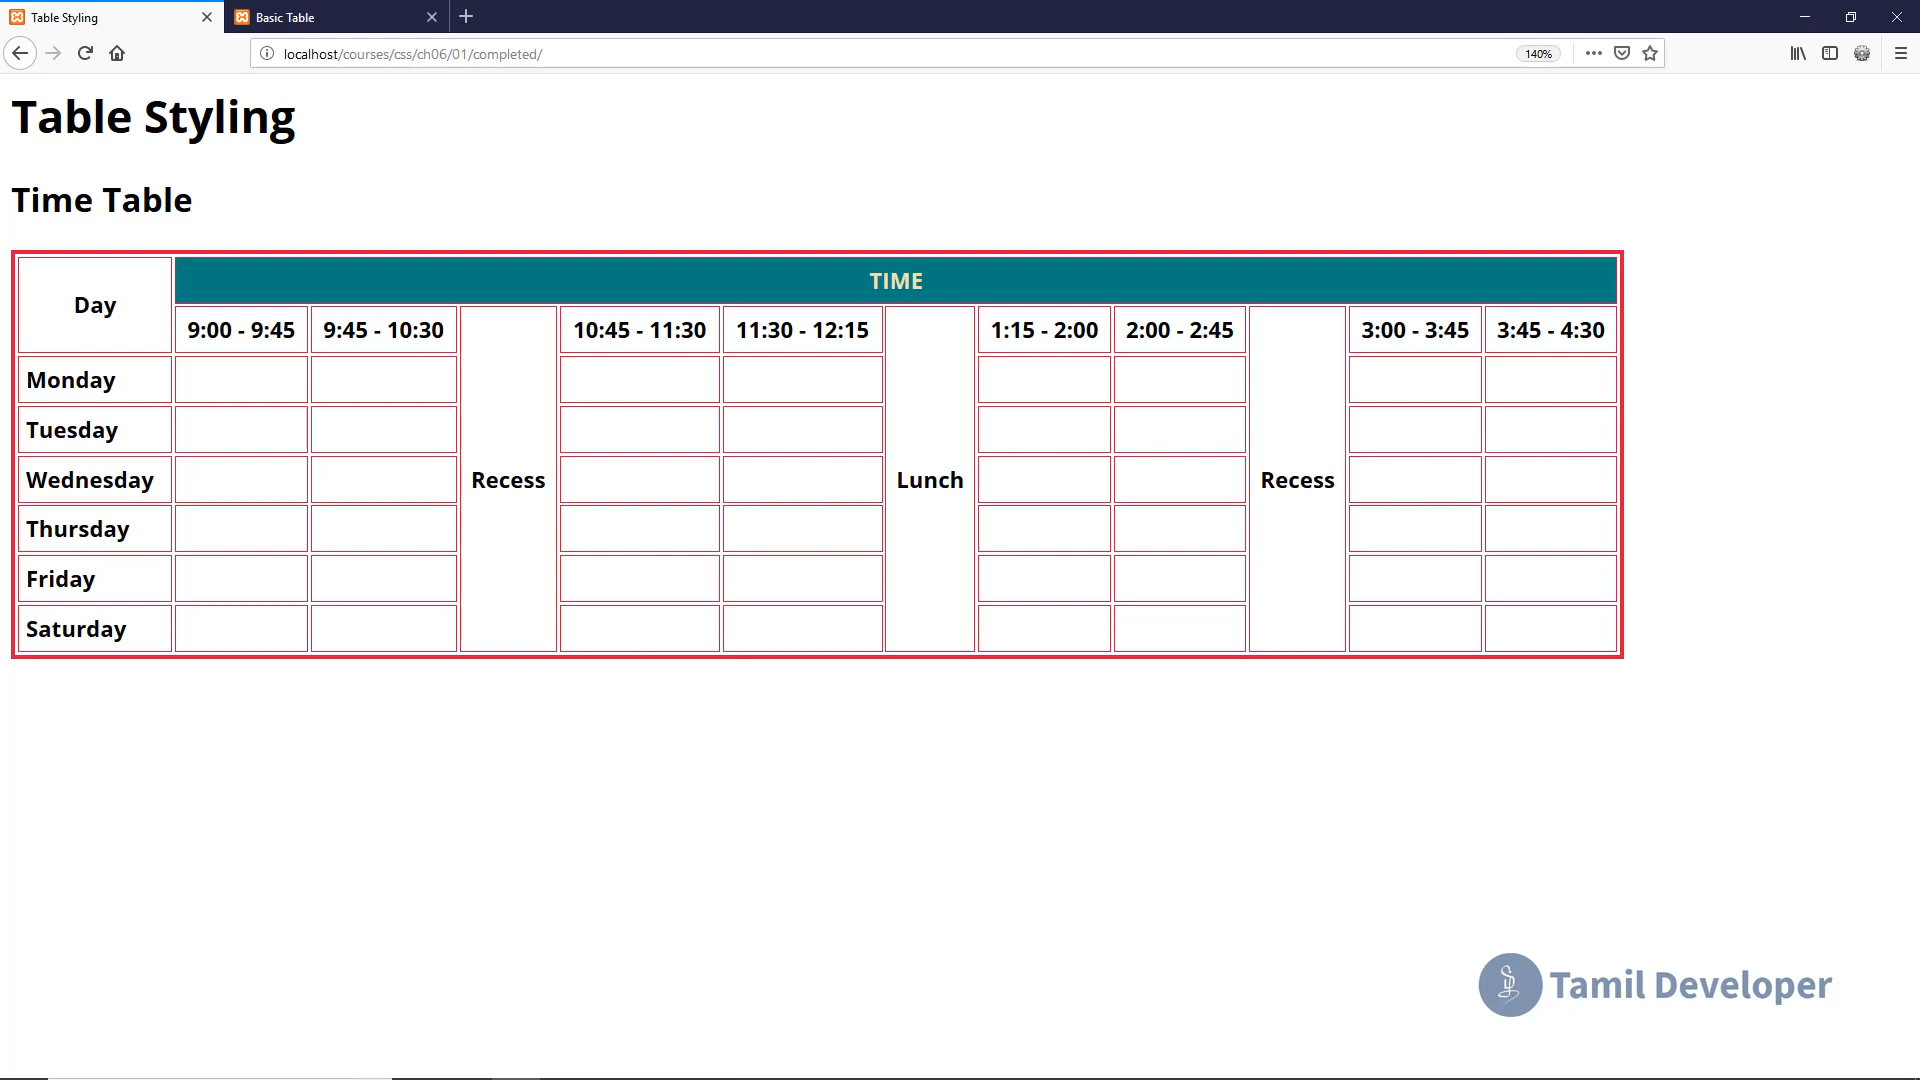 Table Styling
Basic Table
localhost/courses/css/ch06/01/completed/
140%
Table Styling
Time Table
Day
TIME
9:00 - 9:45 9:45 - 10:30 10:45 - 11:30 11:30 - 12:15 1:15 - 2:00 2:00 - 2:45 3:00 - 3:45 3:45 - 4:30
Monday
Tuesday
Wednesday Recess Lunch Recess
Thursday
Friday
Saturday
Tamil Developer